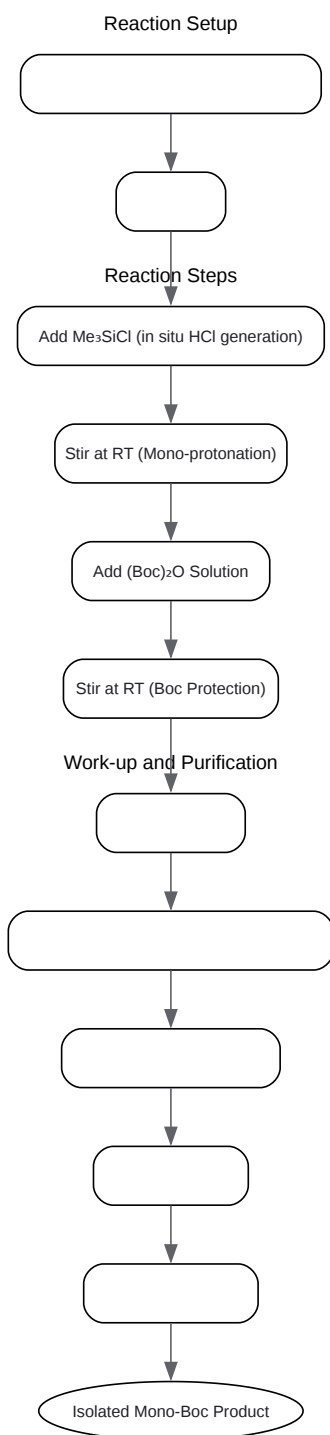 Reaction Setup
Reaction Steps
Add Me₃SiCl (in situ HCl generation)
Stir at RT (Mono-protonation)
Add (Boc)₂O Solution
Stir at RT (Boc Protection)
Work-up and Purification
Isolated Mono-Boc Product